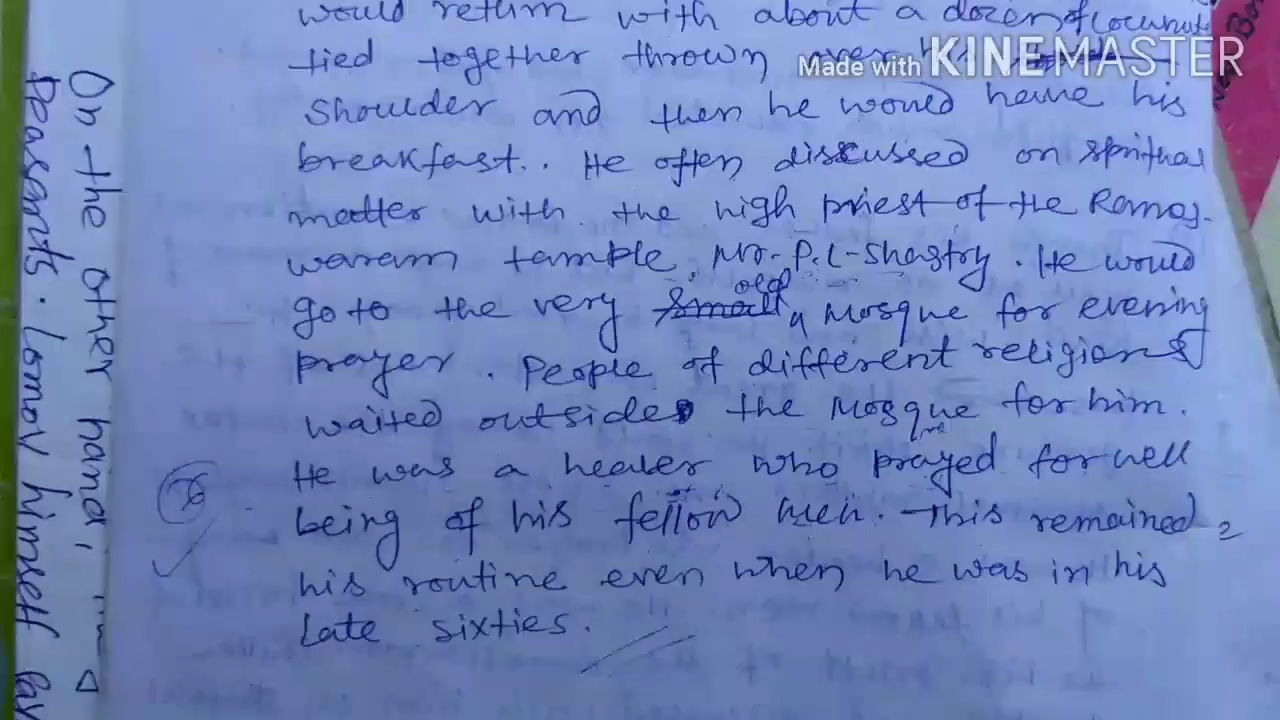 would return with about a dozen of coconuts
tied together thrown over his
Made with KINEMASTER
shoulder and then he would have his
breakfast.. He often discussed on spritual
matter with the high priest of the Rames-
waram tample, Mr. P.L-Shastry. He would
go to the very small old a Mosque for evening
prayer. People of different religions
waited outside the Mosque for him.
He was a healer who prayed for well
being of his fellow men. This remained
his routine even when he was in his
late sixties.
On the other hand,
Peasants. Lomov himself